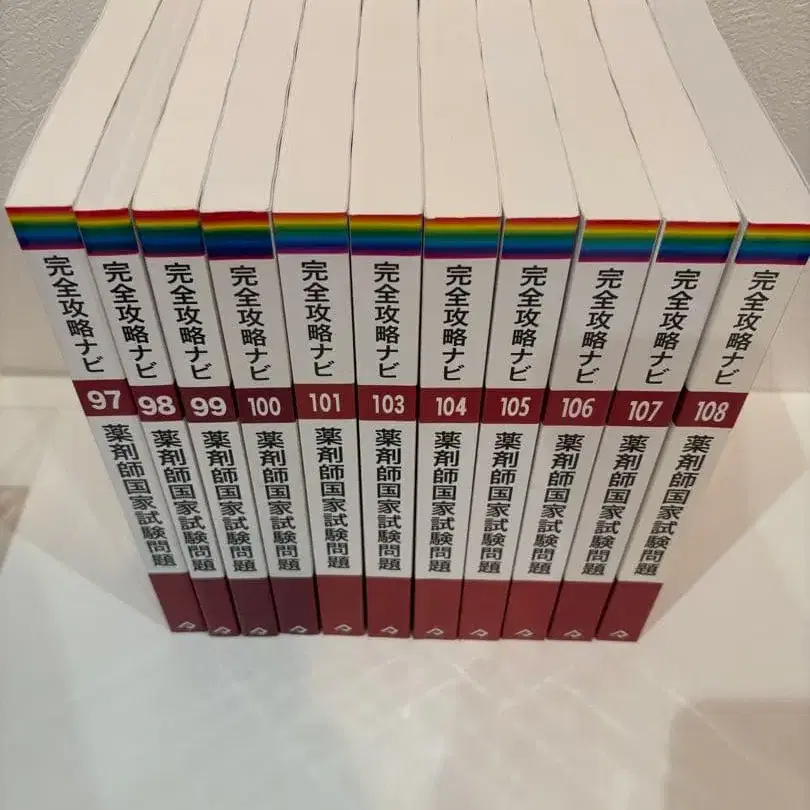 完全攻略ナビ 97 薬剤師国家試験問題
完全攻略ナビ 98 薬剤師国家試験問題
完全攻略ナビ 99 薬剤師国家試験問題
完全攻略ナビ 100 薬剤師国家試験問題
完全攻略ナビ 101 薬剤師国家試験問題
完全攻略ナビ 103 薬剤師国家試験問題
完全攻略ナビ 104 薬剤師国家試験問題
完全攻略ナビ 105 薬剤師国家試験問題
完全攻略ナビ 106 薬剤師国家試験問題
完全攻略ナビ 107 薬剤師国家試験問題
完全攻略ナビ 108 薬剤師国家試験問題